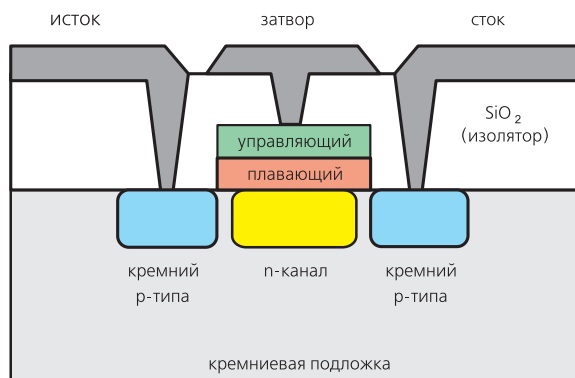 исток
затвор
сток
SiO₂
(изолятор)
управляющий
плавающий
кремний
p-типа
n-канал
кремний
p-типа
кремниевая подложка